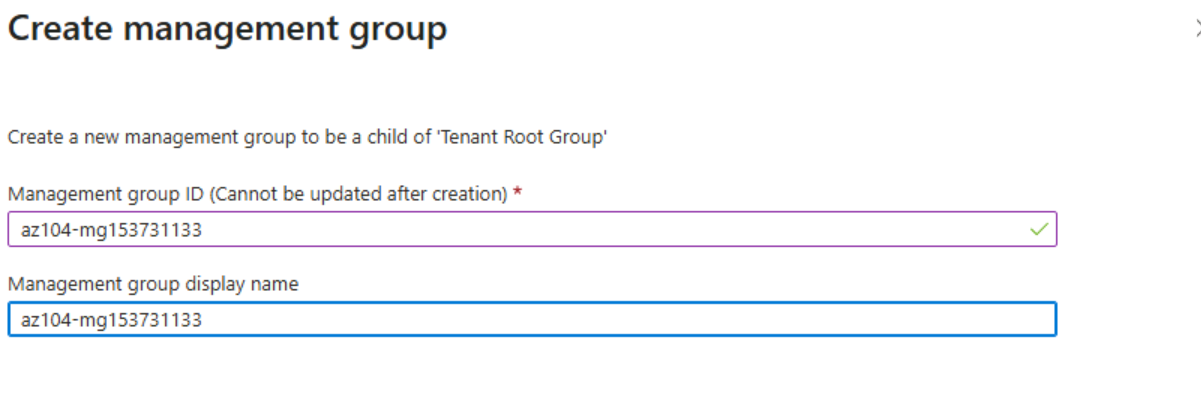 Create management group
Create a new management group to be a child of 'Tenant Root Group'
Management group ID (Cannot be updated after creation) *
az104-mg153731133
Management group display name
az104-mg153731133